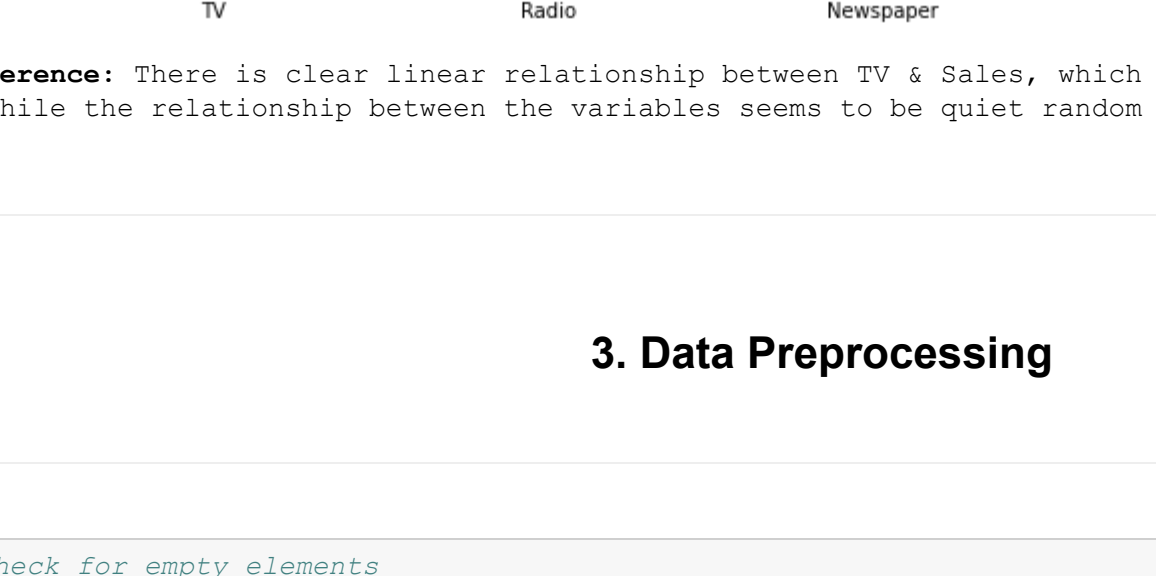 TV Radio Newspaper
erence: There is clear linear relationship between TV & Sales, which
hile the relationship between the variables seems to be quiet random
3. Data Preprocessing
heck for empty elements